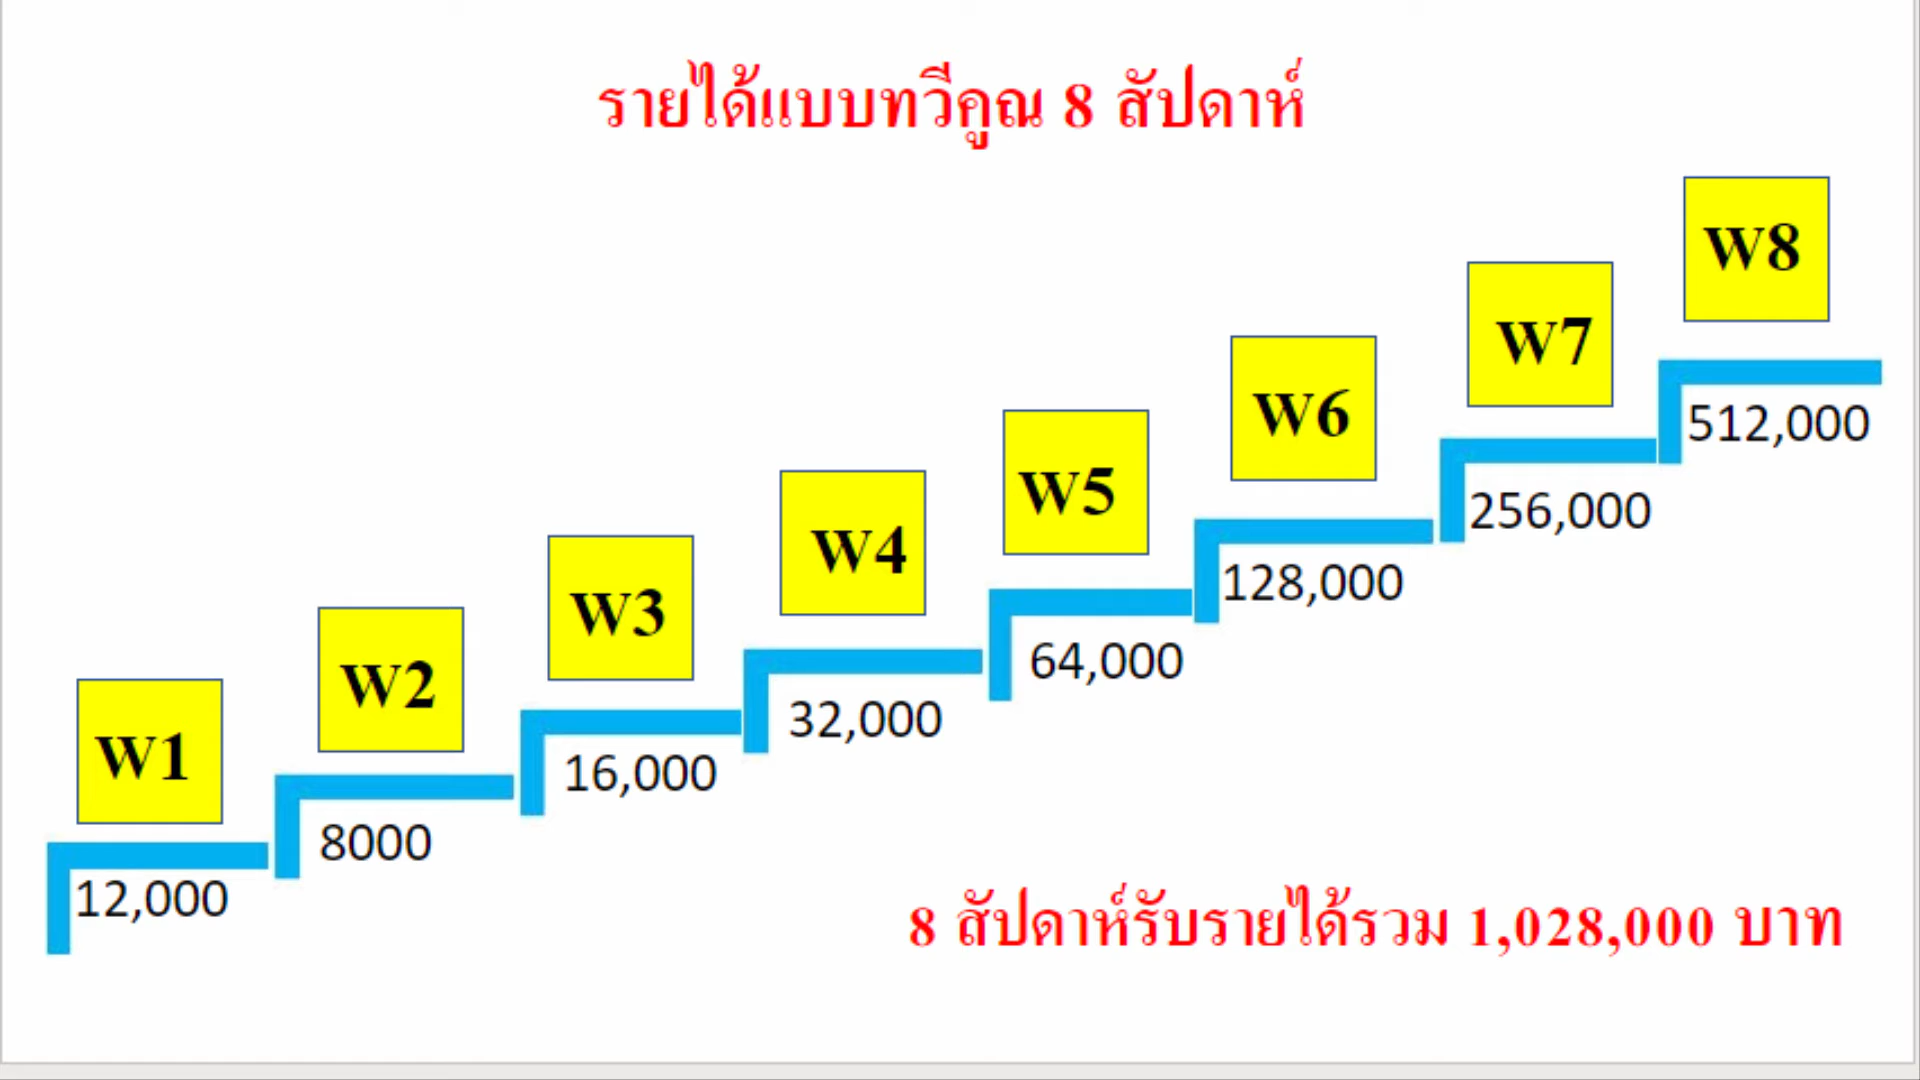 รายได้แบบทวีคูณ 8 สัปดาห์
W1
12,000
W2
8000
W3
16,000
W4
32,000
W5
64,000
W6
128,000
W7
256,000
W8
512,000
8 สัปดาห์รับรายได้รวม 1,028,000 บาท